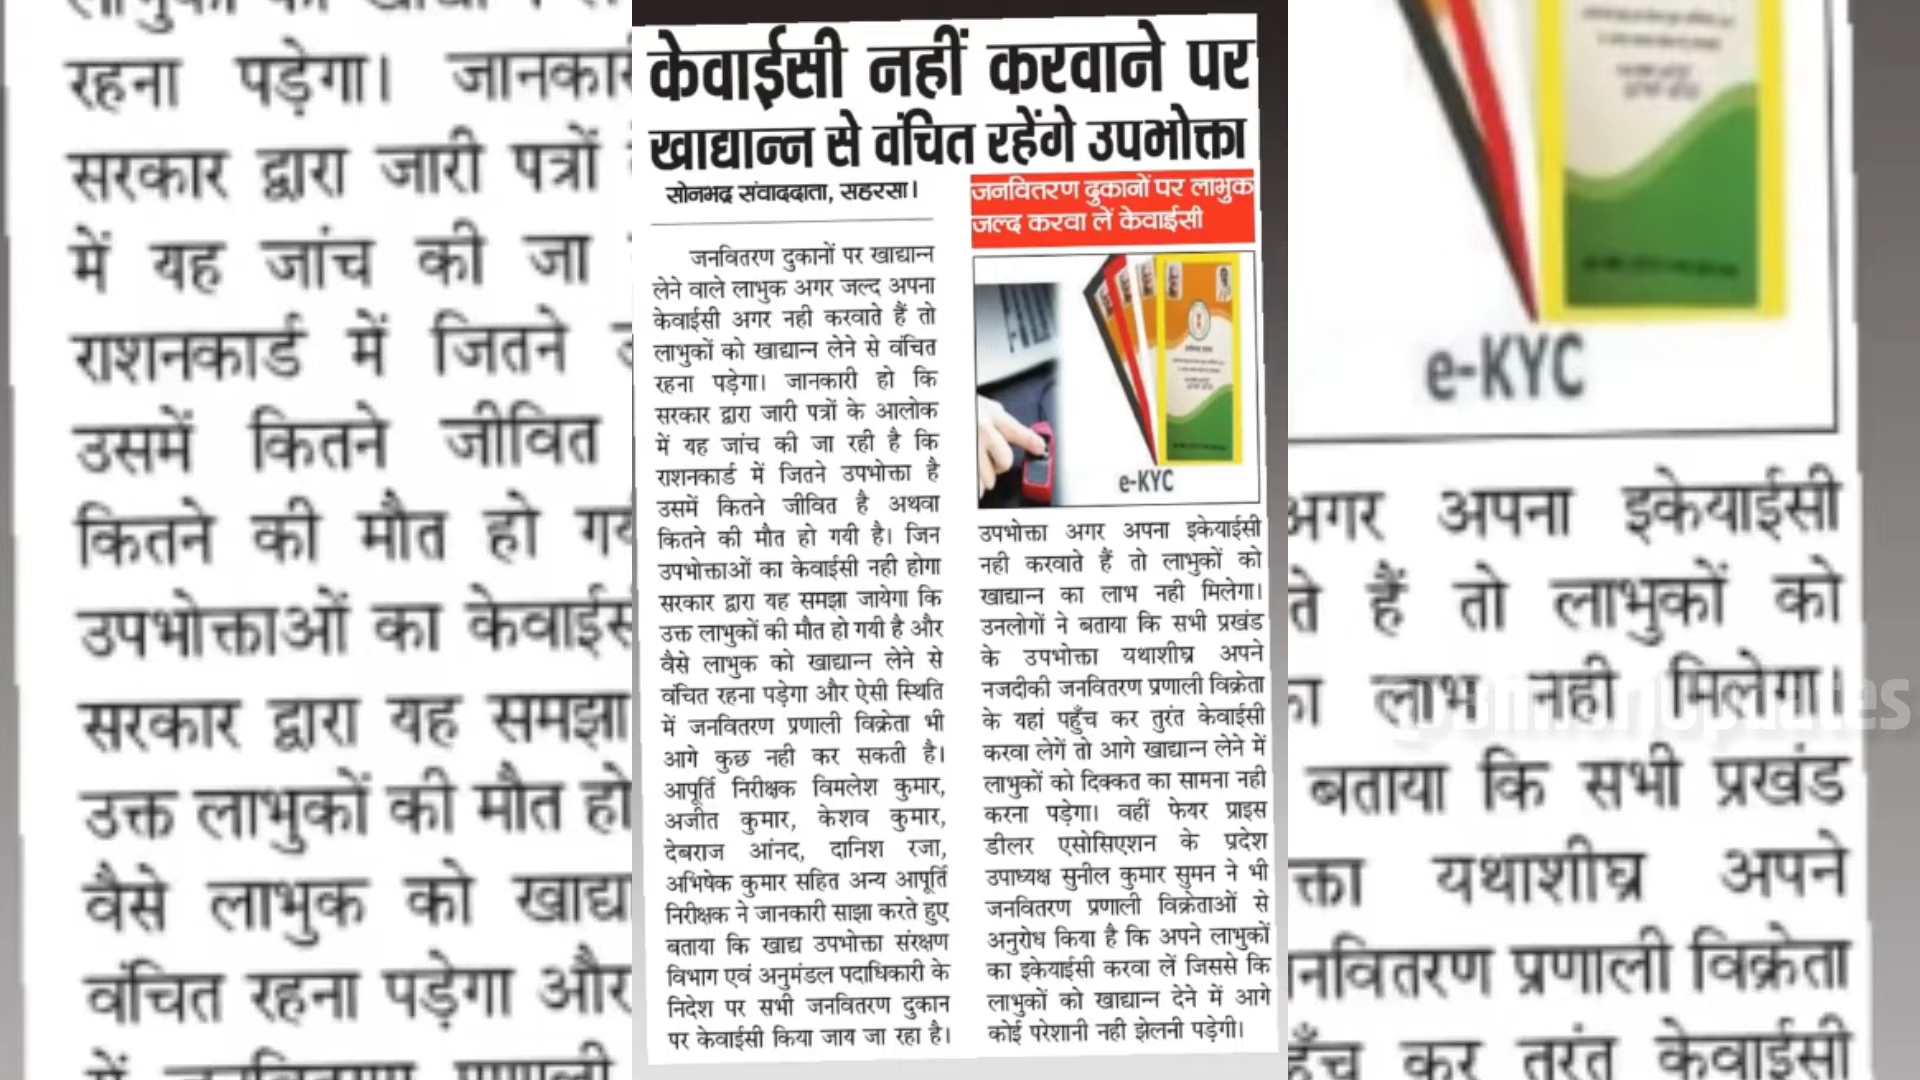 केवाईसी नहीं करवाने पर
खाद्यान्न से वंचित रहेंगे उपभोक्ता
सोनभद्र संवाददाता, सहरसा।
जनवितरण दुकानों पर खाद्यान्न
लेने वाले लाभुक अगर जल्द अपना
केवाईसी अगर नही करवाते हैं तो
लाभुकों को खाद्यान्न लेने से वंचित
रहना पड़ेगा। जानकारी हो कि
सरकार द्वारा जारी पत्रों के आलोक
में यह जांच की जा रही है कि
राशनकार्ड में जितने उपभोक्ता है
उसमें कितने जीवित है अथवा
कितने की मौत हो गयी है। जिन
उपभोक्ताओं का केवाईसी नही होगा
सरकार द्वारा यह समझा जायेगा कि
उक्त लाभुकों की मौत हो गयी है और
वैसे लाभुक को खाद्यान्न लेने से
वंचित रहना पड़ेगा और ऐसी स्थिति
में जनवितरण प्रणाली विक्रेता भी
आगे कुछ नही कर सकती है।
आपूर्ति निरीक्षक विमलेश कुमार,
अजीत कुमार, केशव कुमार,
देबराज आंनद, दानिश रजा,
अभिषेक कुमार सहित अन्य आपूर्ति
निरीक्षक ने जानकारी साझा करते हुए
बताया कि खाद्य उपभोक्ता संरक्षण
विभाग एवं अनुमंडल पदाधिकारी के
निदेश पर सभी जनवितरण दुकान
पर केवाईसी किया जाय जा रहा है।
जनवितरण दुकानों पर लाभुक
जल्द करवा लें केवाईसी
e-KYC
उपभोक्ता अगर अपना इकेयाईसी
नही करवाते हैं तो लाभुकों को
खाद्यान्न का लाभ नही मिलेगा।
उनलोगों ने बताया कि सभी प्रखंड
के उपभोक्ता यथाशीघ्र अपने
नजदीकी जनवितरण प्रणाली विक्रेता
के यहां पहुँच कर तुरंत केवाईसी
करवा लेगें तो आगे खाद्यान्न लेने में
लाभुकों को दिक्कत का सामना नही
करना पड़ेगा। वहीं फेयर प्राइस
डीलर एसोसिएशन के प्रदेश
उपाध्यक्ष सुनील कुमार सुमन ने भी
जनवितरण प्रणाली विक्रेताओं से
अनुरोध किया है कि अपने लाभुकों
का इकेयाईसी करवा लें जिससे कि
लाभुकों को खाद्यान्न देने में आगे
कोई परेशानी नही झेलनी पड़ेगी।